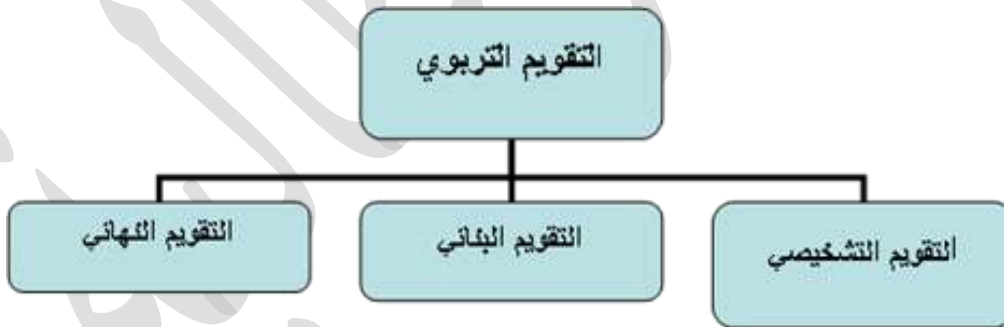 التقويم التربوي
التقويم التشخيصي
التقويم البنائي
التقويم النهائي